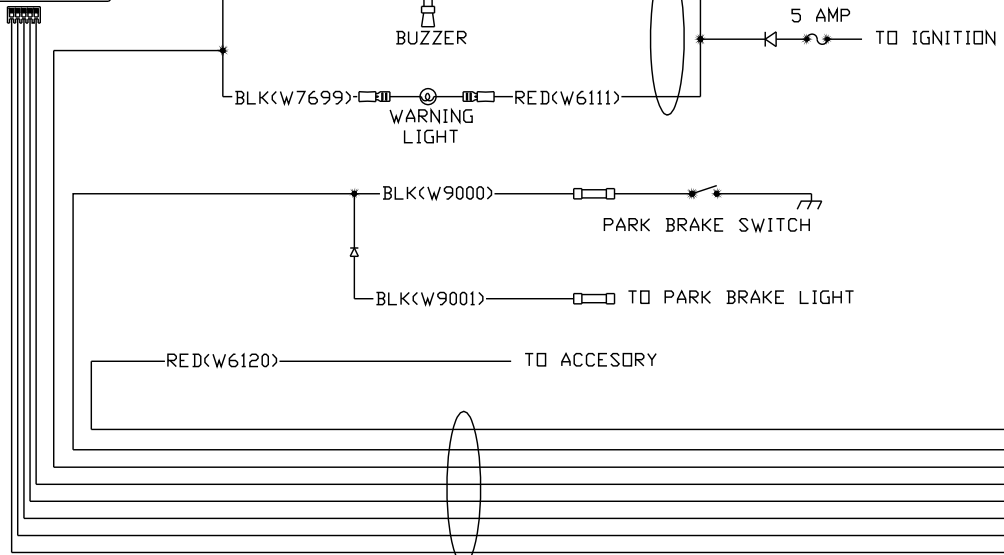 5 AMP
BUZZER
TO IGNITION
BLK(W7699)
RED(W6111)
WARNING
LIGHT
BLK(W9000)
PARK BRAKE SWITCH
BLK(W9001)
TO PARK BRAKE LIGHT
RED(W6120)
TO ACCESORY